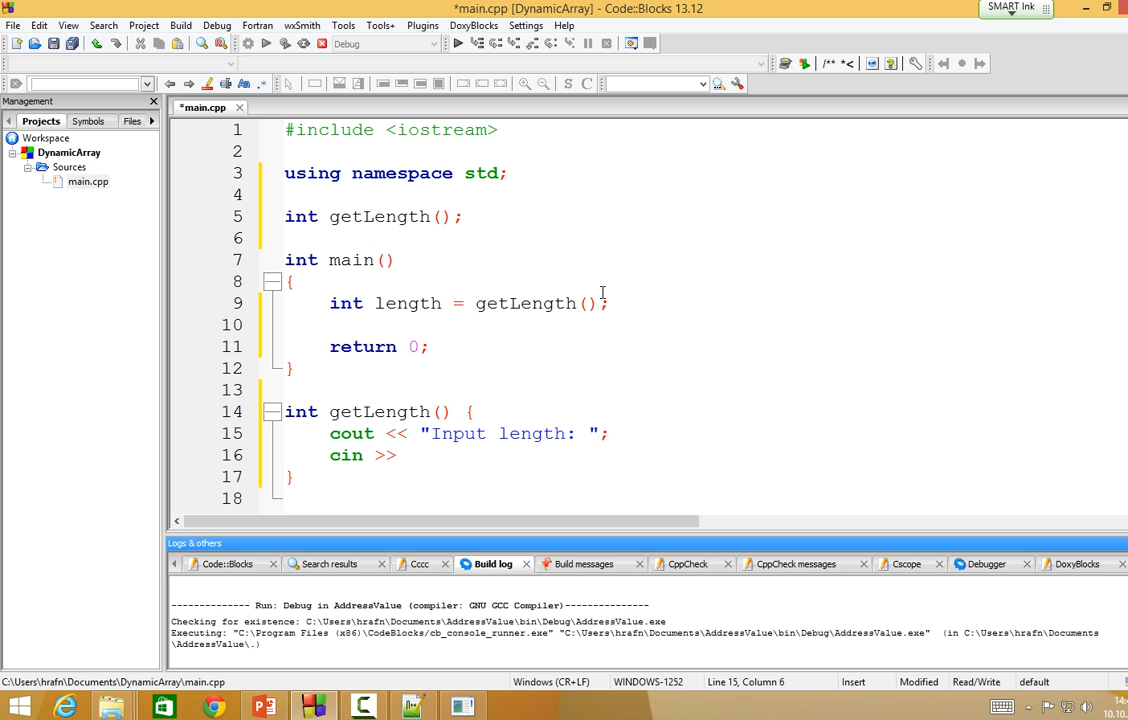 *main.cpp [DynamicArray] - Code::Blocks 13.12
SMART Ink
File Edit View Search Project Build Debug Fortran wxSmith Tools Tools+ Plugins DoxyBlocks Settings Help
Debug
/** *<
Aa .*
S C
Management
*main.cpp
Projects Symbols Files
Workspace
DynamicArray
Sources
main.cpp
1 #include <iostream>
2
3 using namespace std;
4
5 int getLength();
6
7 int main()
8 {
9 int length = getLength();
10
11 return 0;
12 }
13
14 int getLength() {
15 cout << "Input length: ";
16 cin >>
17 }
18
Logs & others
Code::Blocks Search results Cccc Build log Build messages CppCheck CppCheck messages Cscope Debugger DoxyBlocks
-------------- Run: Debug in AddressValue (compiler: GNU GCC Compiler)---------------
Checking for existence: C:\Users\hrafn\Documents\AddressValue\bin\Debug\AddressValue.exe
Executing: "C:\Program Files (x86)\CodeBlocks/cb_console_runner.exe" "C:\Users\hrafn\Documents\AddressValue\bin\Debug\AddressValue.exe" (in C:\Users\hrafn\Documents
\AddressValue\.)
C:\Users\hrafn\Documents\DynamicArray\main.cpp Windows (CR+LF) WINDOWS-1252 Line 15, Column 6 Insert Modified Read/Write default
10.10.